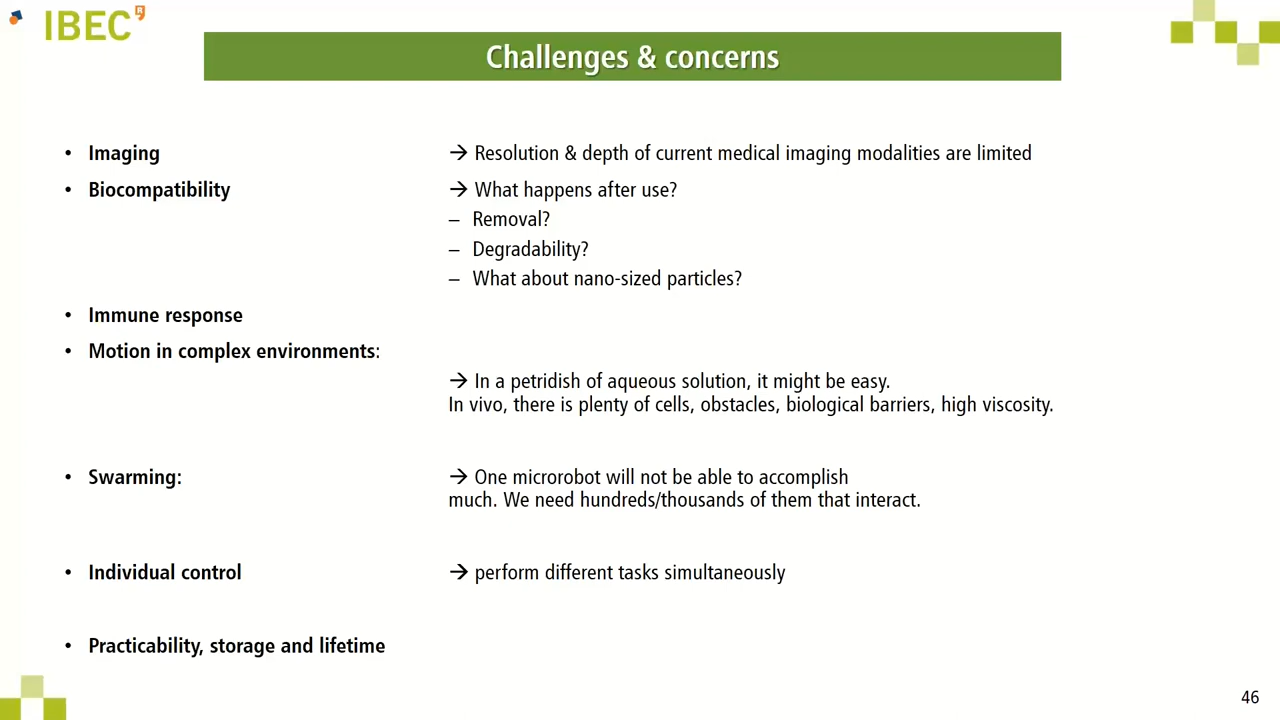 IBEC
Challenges & concerns
• Imaging → Resolution & depth of current medical imaging modalities are limited
• Biocompatibility → What happens after use?
– Removal?
– Degradability?
– What about nano-sized particles?
• Immune response
• Motion in complex environments:
→ In a petridish of aqueous solution, it might be easy.
In vivo, there is plenty of cells, obstacles, biological barriers, high viscosity.
• Swarming: → One microrobot will not be able to accomplish
much. We need hundreds/thousands of them that interact.
• Individual control → perform different tasks simultaneously
• Practicability, storage and lifetime
46